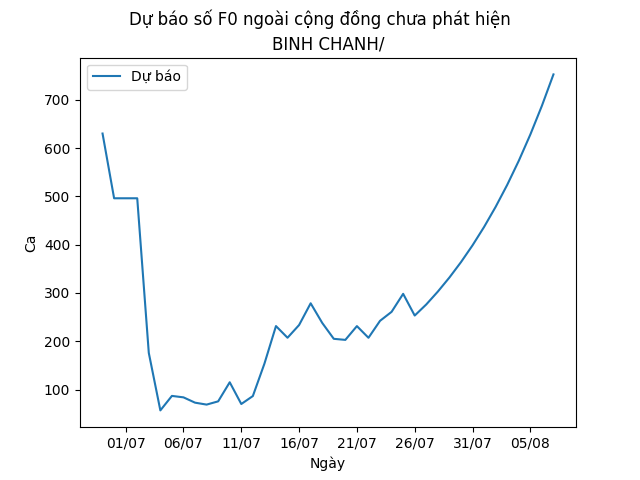 Dự báo số F0 ngoài cộng đồng chưa phát hiện
BINH CHANH/
Dự báo
Ca
700
600
500
400
300
200
100
01/07 06/07 11/07 16/07 21/07 26/07 31/07 05/08
Ngày